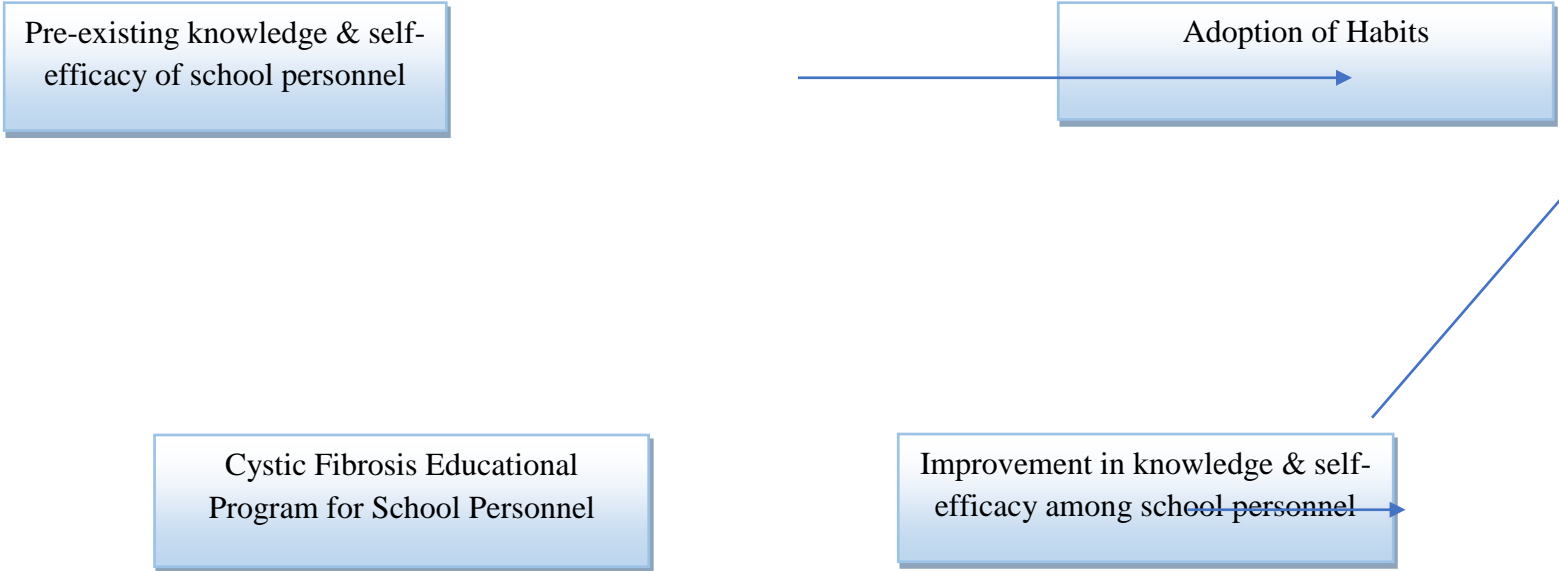 Pre-existing knowledge & self-
efficacy of school personnel
Adoption of Habits
Cystic Fibrosis Educational
Program for School Personnel
Improvement in knowledge & self-
efficacy among school personnel